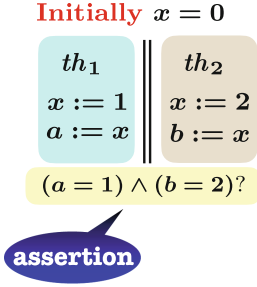 Initially x = 0
th₁ th₂
x := 1 x := 2
a := x b := x
(a = 1) ∧ (b = 2)?
assertion